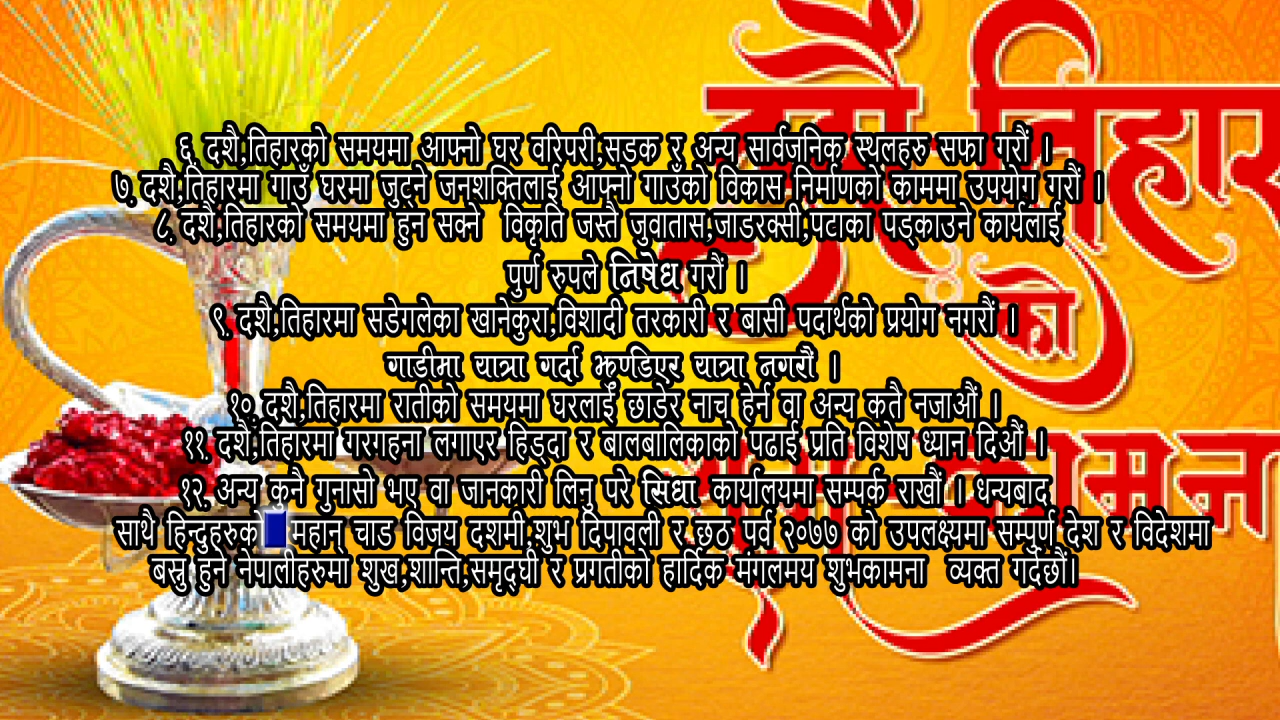 दशै तिहार
को
शुभकामना
६. दशै,तिहारको समयमा आफ्नो घर वरिपरी,सडक र अन्य सार्वजनिक स्थलहरु सफा गरौं ।
७. दशै,तिहारमा गाउँ घरमा जुट्ने जनशक्तिलाई आफ्नो गाउँको विकास निर्माणको काममा उपयोग गरौं ।
८. दशै,तिहारको समयमा हुन सक्ने विकृति जस्तै जुवातास,जाडरक्सी,पटाका पड्काउने कार्यलाई
पुर्ण रुपले निषेध गरौं ।
९. दशै,तिहारमा सडेगलेका खानेकुरा,विशादी तरकारी र बासी पदार्थको प्रयोग नगरौं ।
गाडीमा यात्रा गर्दा झुण्डिएर यात्रा नगरौं ।
१०. दशै,तिहारमा रातीको समयमा घरलाई छाडेर नाच हेर्न वा अन्य कतै नजाऔं ।
११. दशै,तिहारमा गरगहना लगाएर हिड्दा र बालबालिकाको पढाई प्रति विशेष ध्यान दिऔं ।
१२. अन्य कुनै गुनासो भए वा जानकारी लिनु परे सिधा कार्यालयमा सम्पर्क राखौं । धन्यबाद
साथै हिन्दुहरुको महान् चाड विजय दशमी,शुभ दिपावली र छठ पर्व २०७७ को उपलक्ष्यमा सम्पुर्ण देश र विदेशमा
बस्नु हुने नेपालीहरुमा शुख,शान्ति,समृद्घी र प्रगतीको हार्दिक मंगलमय शुभकामना व्यक्त गर्दछौं।